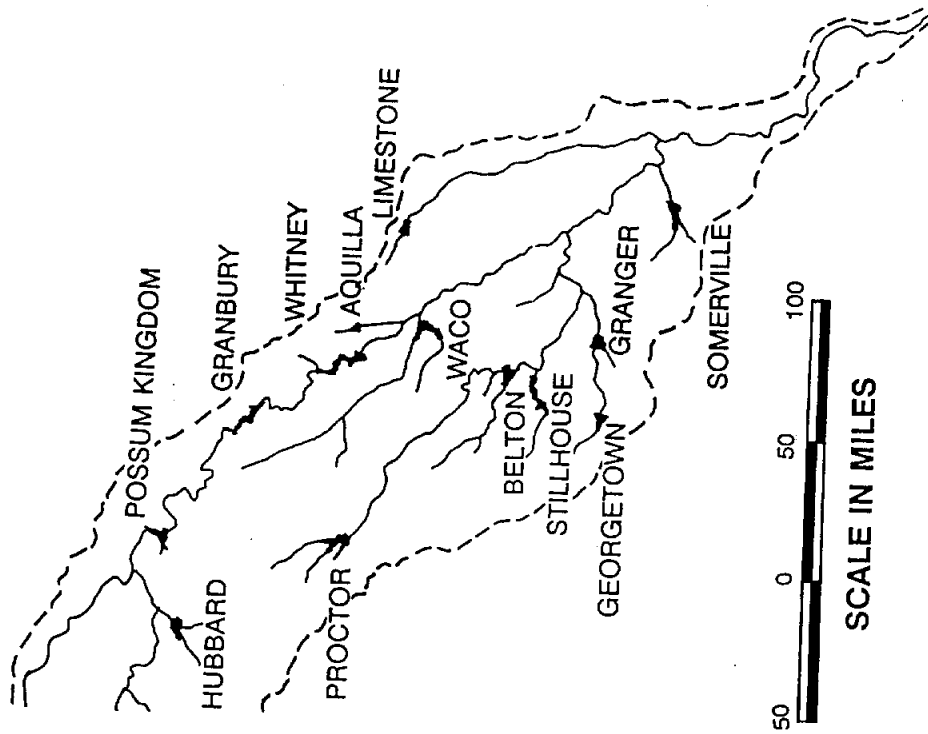 POSSUM KINGDOM
GRANBURY
WHITNEY
AQUILLA
LIMESTONE
HUBBARD
PROCTOR
WACO
BELTON
STILLHOUSE
GEORGETOWN
GRANGER
SOMERVILLE
50 0 50 100
SCALE IN MILES